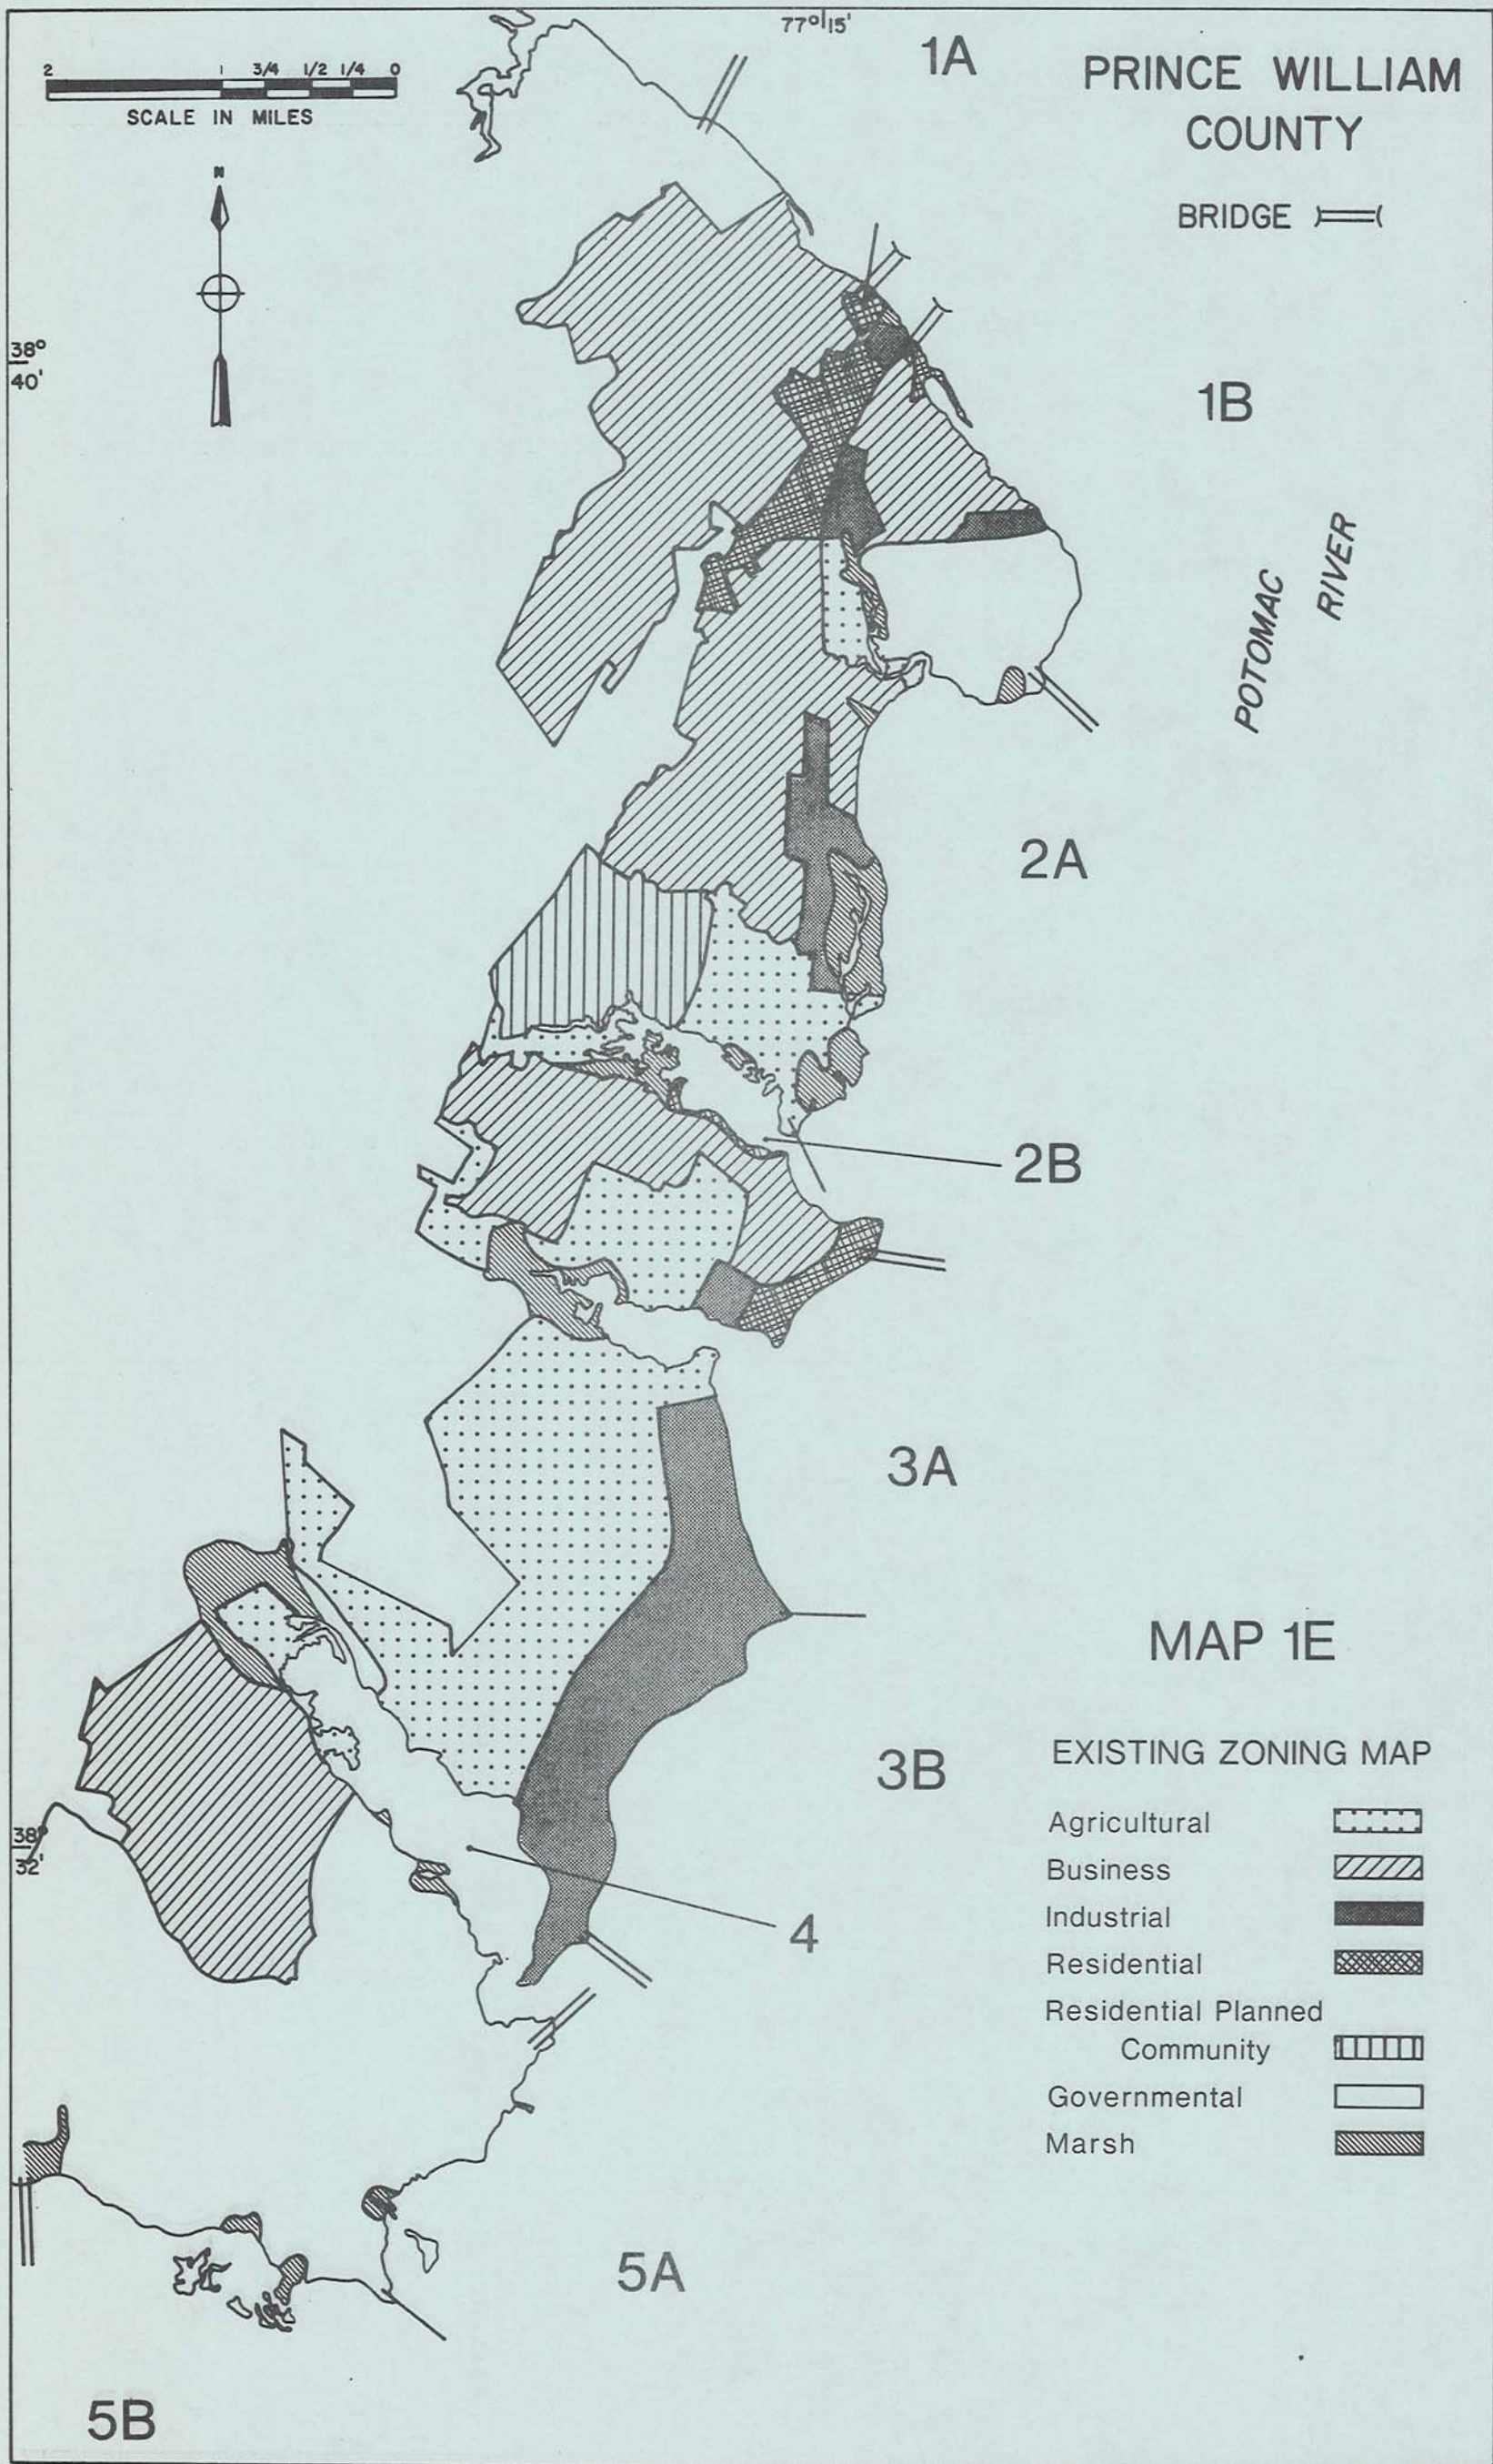 77°15'
1A
PRINCE WILLIAM
COUNTY
2 1 3/4 1/2 1/4 0
SCALE IN MILES
BRIDGE
N
38°
40'
1B
POTOMAC
RIVER
2A
2B
3A
MAP 1E
3B
EXISTING ZONING MAP
Agricultural
Business
Industrial
Residential
Residential Planned
Community
Governmental
Marsh
38°
32'
4
5A
5B